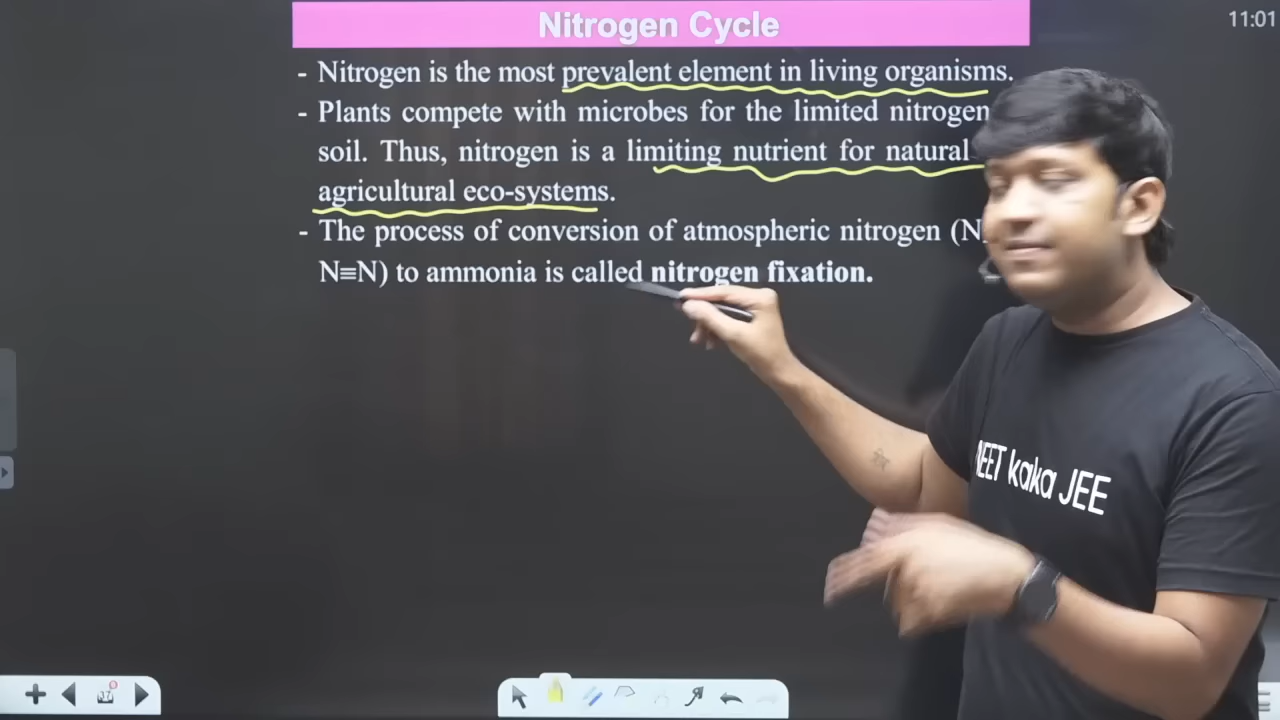 Nitrogen Cycle
11:01
- Nitrogen is the most prevalent element in living organisms.
- Plants compete with microbes for the limited nitrogen
soil. Thus, nitrogen is a limiting nutrient for natural
agricultural eco-systems.
- The process of conversion of atmospheric nitrogen (N
N≡N) to ammonia is called nitrogen fixation.
NEET kaka JEE